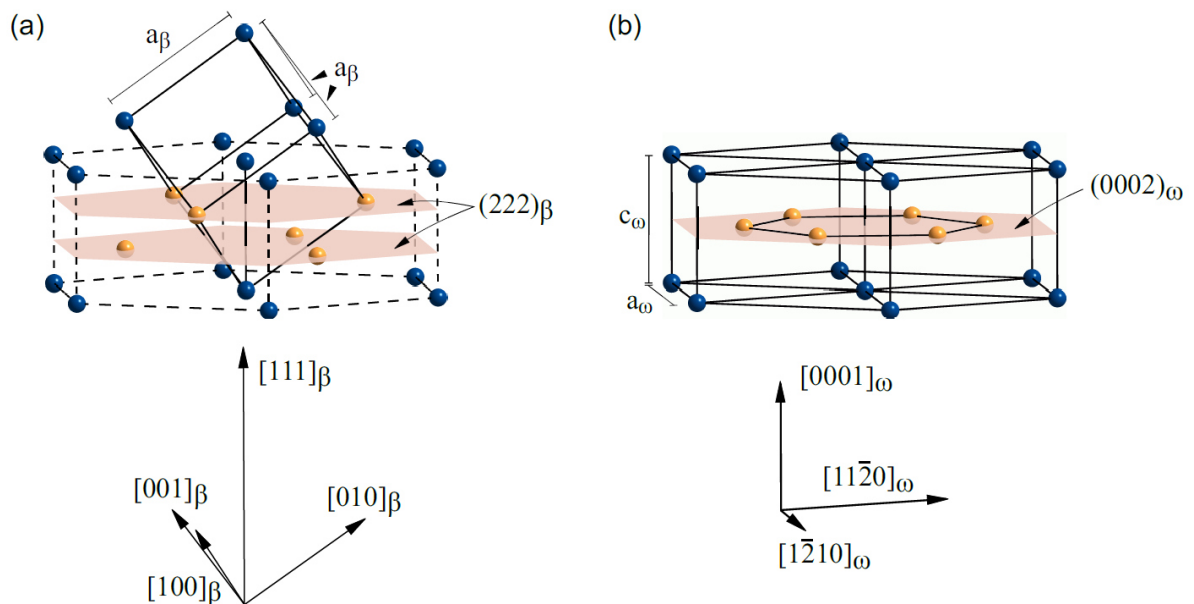 (a)
aβ
aβ
(222)β
[111]β
[001]β
[010]β
[100]β
(b)
cω
(0002)ω
aω
[0001]ω
[112̅0]ω
[12̅10]ω